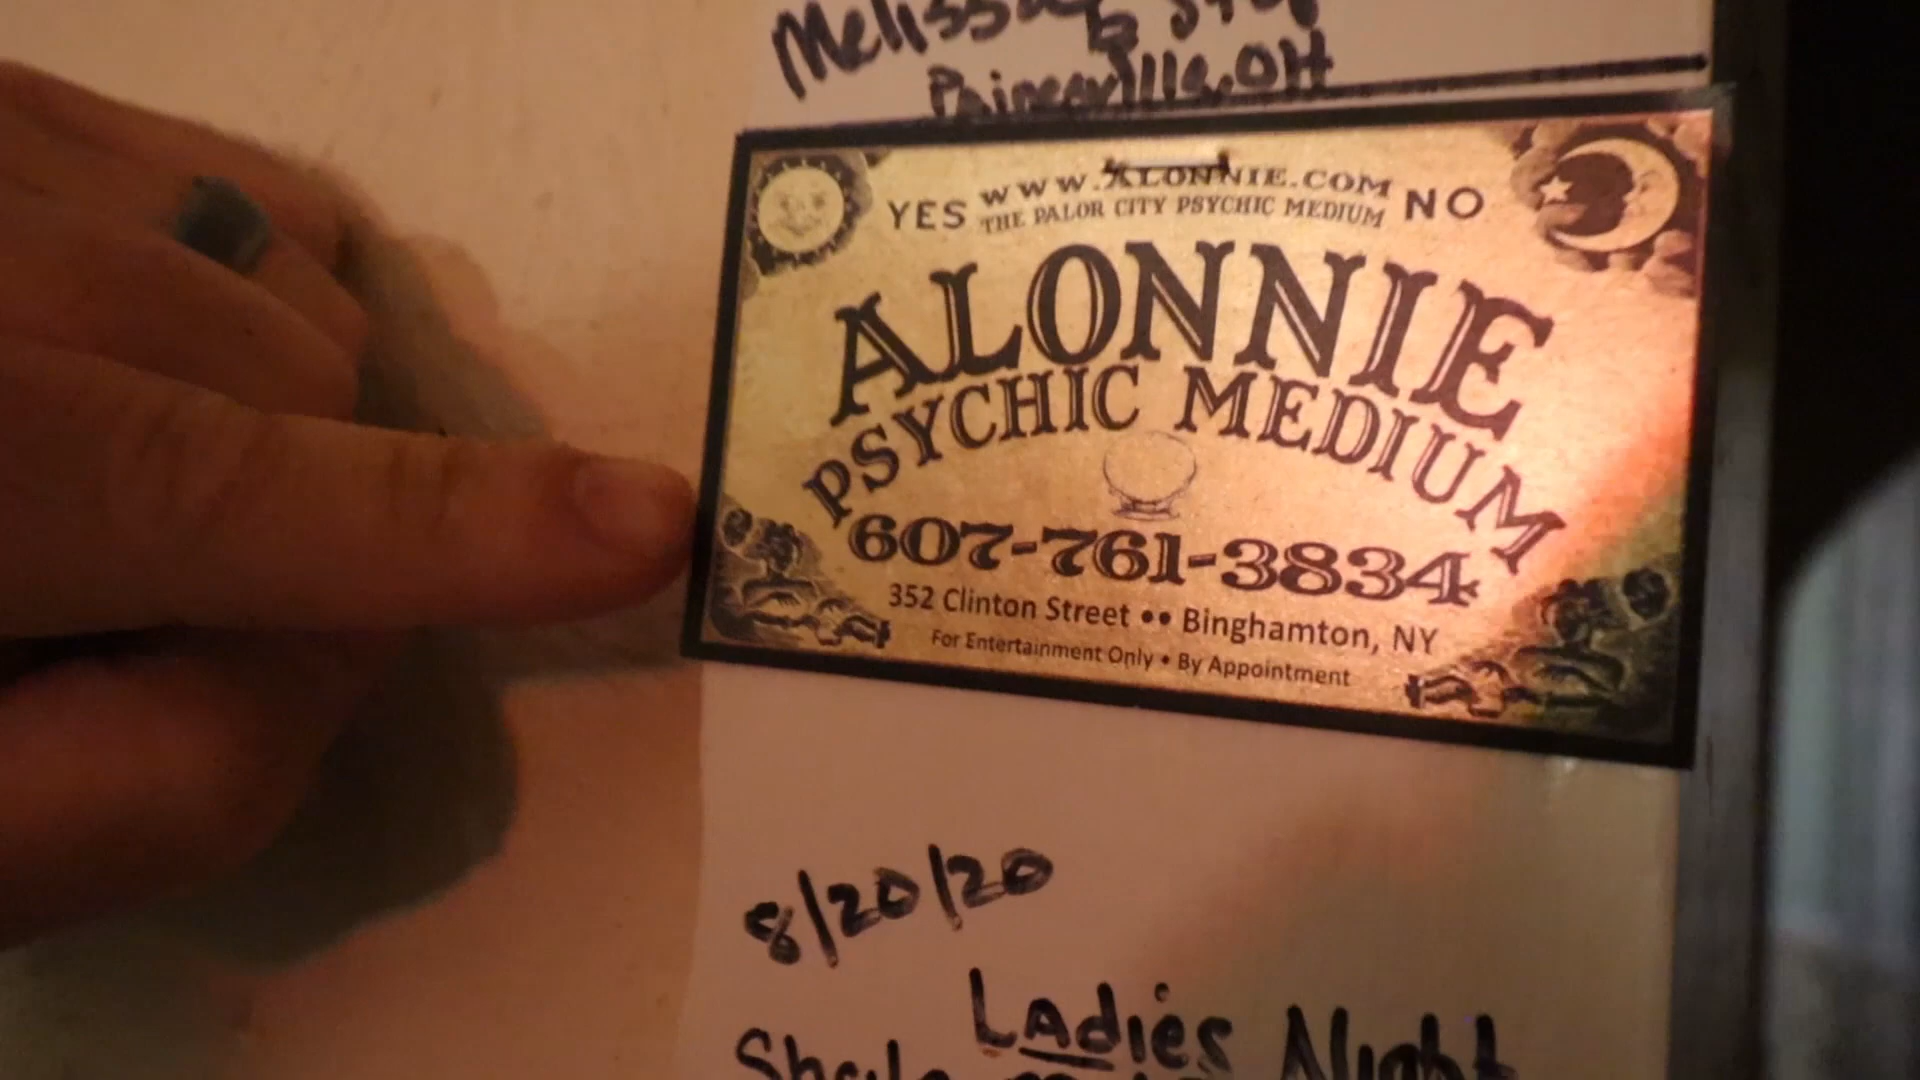 Melissa
Painesville, OH
YES WWW.ALONNIE.COM NO
THE PALOR CITY PSYCHIC MEDIUM
ALONNIE
PSYCHIC MEDIUM
607-761-3834
352 Clinton Street •• Binghamton, NY
For Entertainment Only • By Appointment
8/20/20
LAdies Night